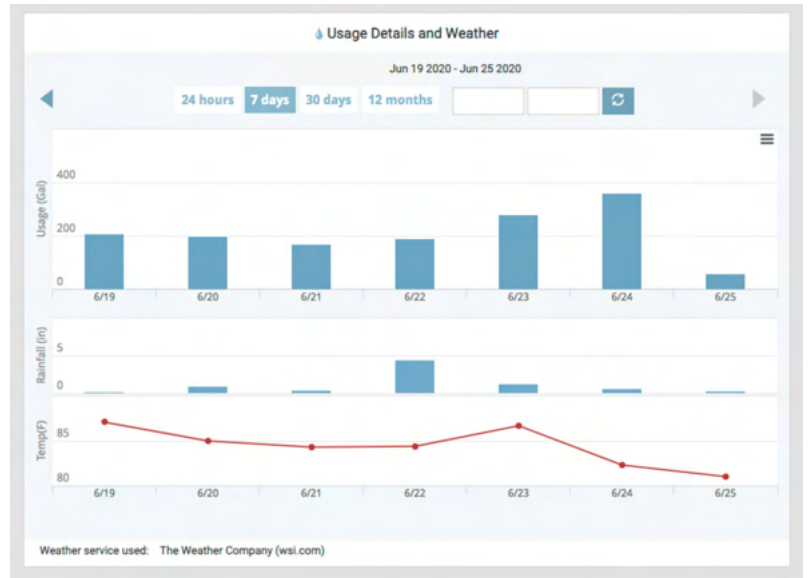 Usage Details and Weather
Jun 19 2020 - Jun 25 2020
24 hours 7 days 30 days 12 months
Usage (Gal)
400
200
0
6/19 6/20 6/21 6/22 6/23 6/24 6/25
Rainfall (in)
5
0
Temp(F)
85
80
6/19 6/20 6/21 6/22 6/23 6/24 6/25
Weather service used: The Weather Company (wsi.com)